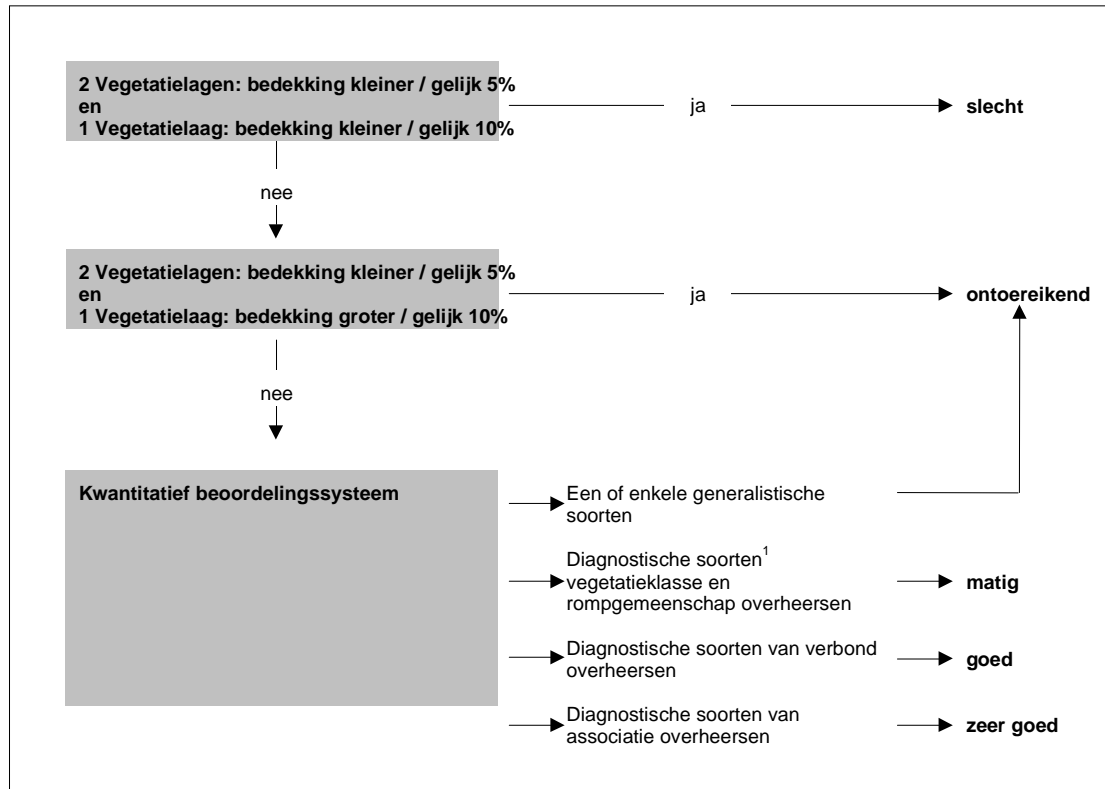 2 Vegetatielagen: bedekking kleiner / gelijk 5%
en
1 Vegetatielaag: bedekking kleiner / gelijk 10%
ja
slecht
nee
2 Vegetatielagen: bedekking kleiner / gelijk 5%
en
1 Vegetatielaag: bedekking groter / gelijk 10%
ja
ontoereikend
nee
Kwantitatief beoordelingssysteem
Een of enkele generalistische
soorten
Diagnostische soorten1
vegetatieklasse en
rompgemeenschap overheersen
matig
Diagnostische soorten van verbond
overheersen
goed
Diagnostische soorten van
associatie overheersen
zeer goed